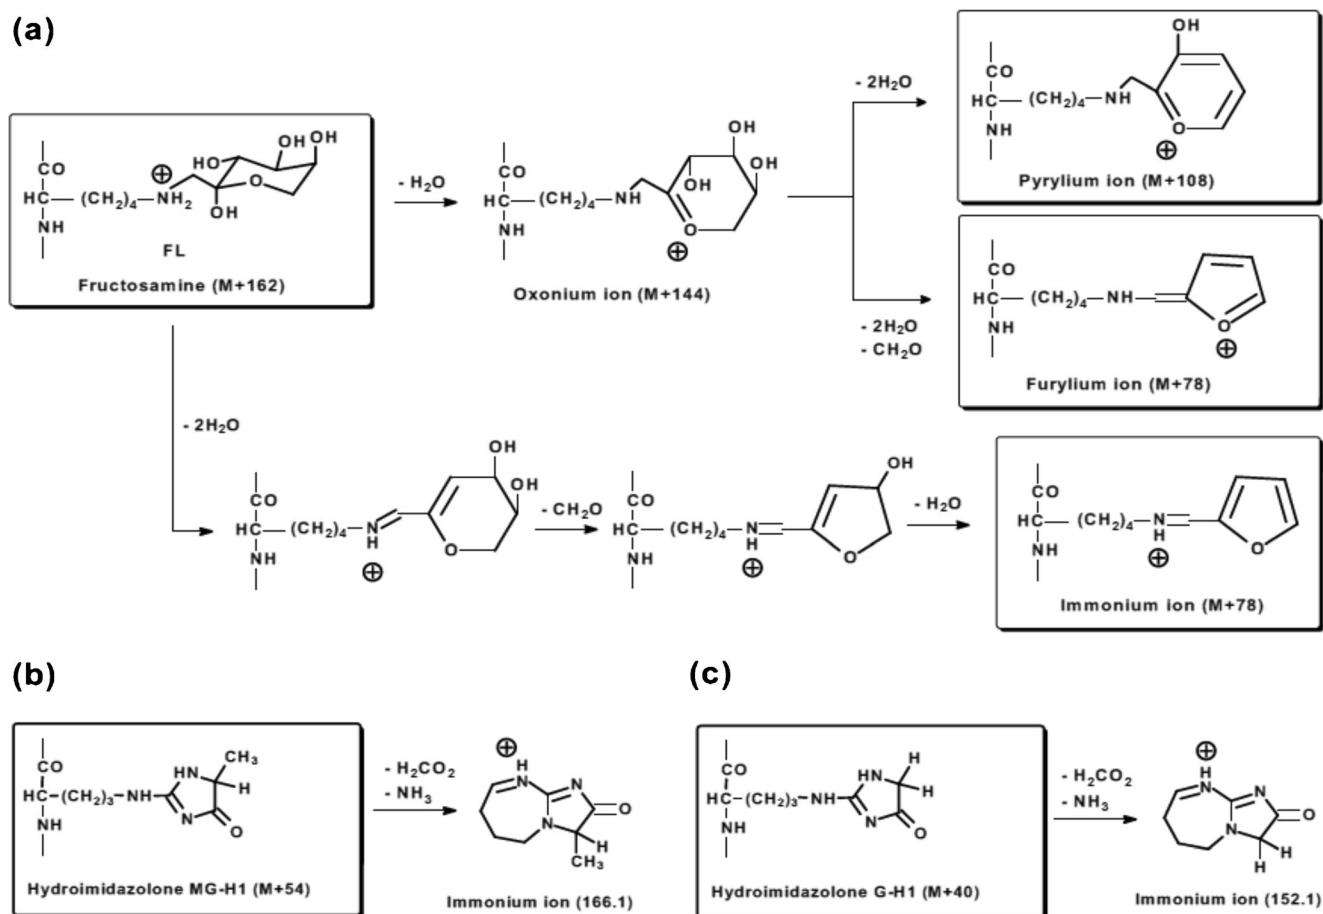 (a)
CO
HC
(CH2)4
NH2
NH
HO
OH
OH
O
OH
FL
Fructosamine (M+162)
- H2O
CO
HC
(CH2)4
NH
NH
OH
OH
OH
O
Oxonium ion (M+144)
- 2H2O
CO
HC
(CH2)4
NH
NH
OH
O
Pyrylium ion (M+108)
- 2H2O
- CH2O
CO
HC
(CH2)4
NH
NH
O
Furylium ion (M+78)
- 2H2O
CO
HC
(CH2)4
N
H
NH
OH
OH
O
- CH2O
CO
HC
(CH2)4
N
H
NH
OH
O
- H2O
CO
HC
(CH2)4
N
H
NH
O
Immonium ion (M+78)
(b)
CO
HC
(CH2)3
NH
NH
HN
CH3
H
N
O
Hydroimidazolone MG-H1 (M+54)
- H2CO2
- NH3
H
N
N
N
O
H
CH3
Immonium ion (166.1)
(c)
CO
HC
(CH2)3
NH
NH
HN
H
H
N
O
Hydroimidazolone G-H1 (M+40)
- H2CO2
- NH3
H
N
N
N
O
H
H
Immonium ion (152.1)